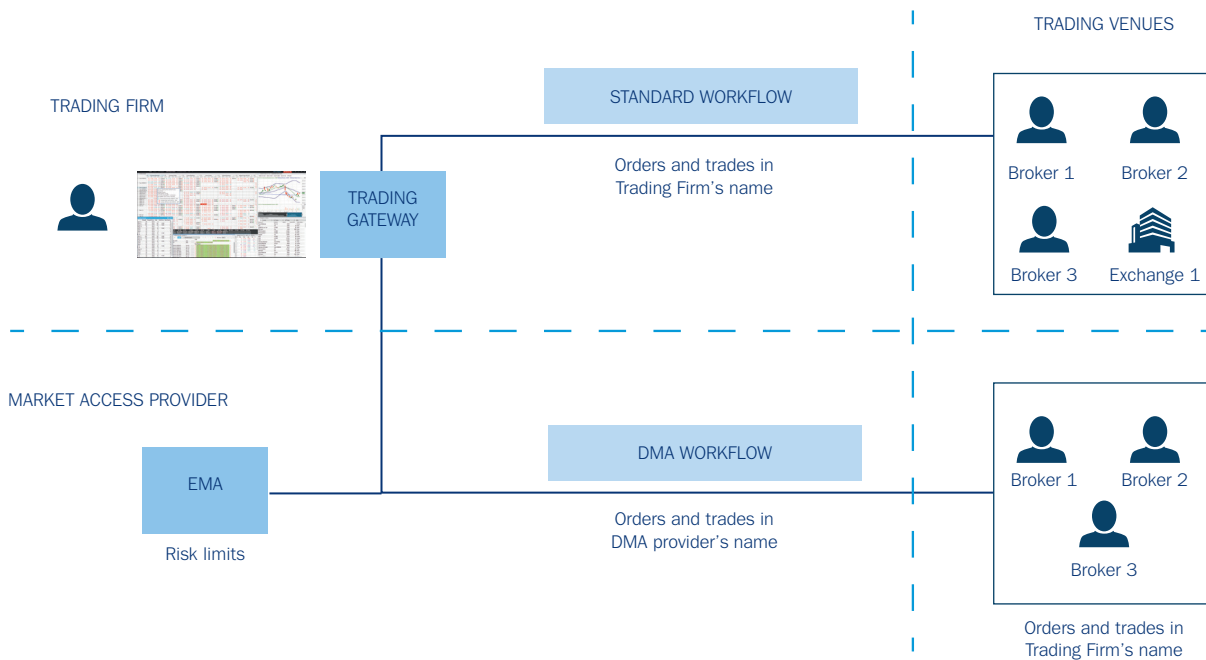 TRADING VENUES
TRADING FIRM
STANDARD WORKFLOW
Orders and trades in
Trading Firm’s name
TRADING
GATEWAY
Broker 1
Broker 2
Broker 3
Exchange 1
MARKET ACCESS PROVIDER
EMA
Risk limits
DMA WORKFLOW
Orders and trades in
DMA provider’s name
Broker 1
Broker 2
Broker 3
Orders and trades in
Trading Firm’s name